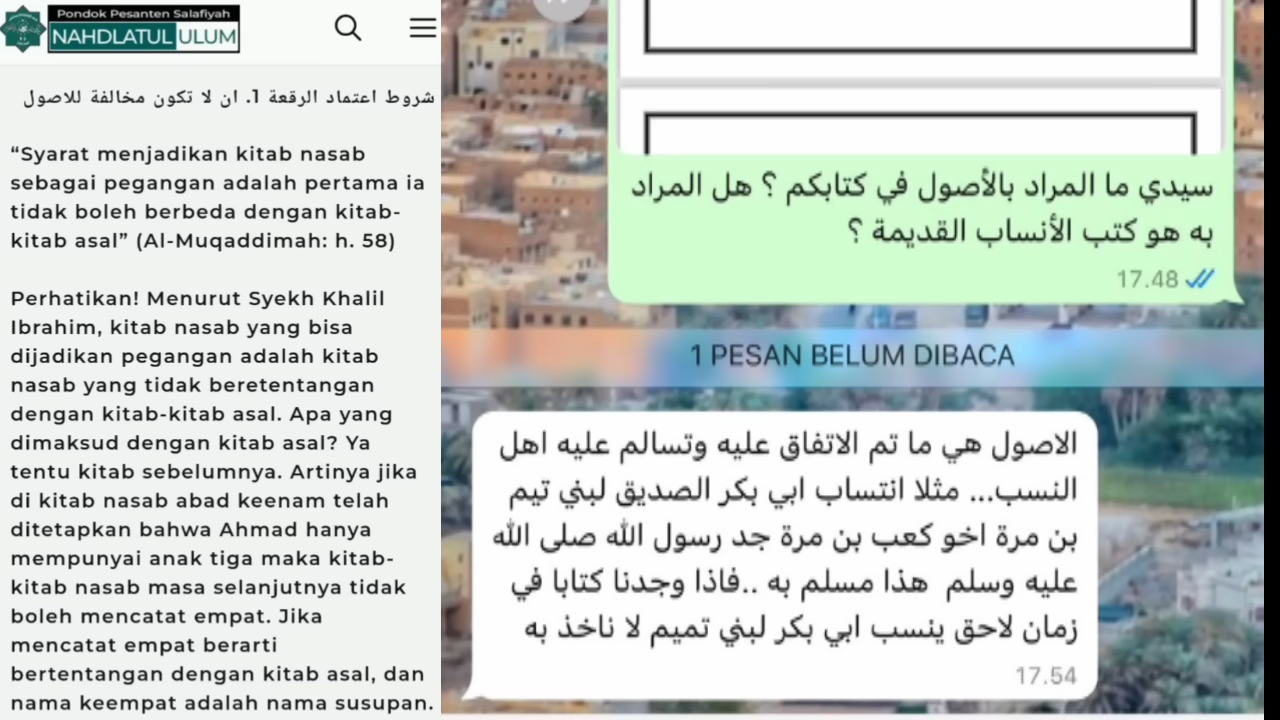 Pondok Pesanten Salafiyah
NAHDLATUL ULUM
شروط اعتماد الرقعة 1. ان لا تكون مخالفة للاصول
“Syarat menjadikan kitab nasab
sebagai pegangan adalah pertama ia
tidak boleh berbeda dengan kitab-
kitab asal” (Al-Muqaddimah: h. 58)
Perhatikan! Menurut Syekh Khalil
Ibrahim, kitab nasab yang bisa
dijadikan pegangan adalah kitab
nasab yang tidak beretentangan
dengan kitab-kitab asal. Apa yang
dimaksud dengan kitab asal? Ya
tentu kitab sebelumnya. Artinya jika
di kitab nasab abad keenam telah
ditetapkan bahwa Ahmad hanya
mempunyai anak tiga maka kitab-
kitab nasab masa selanjutnya tidak
boleh mencatat empat. Jika
mencatat empat berarti
bertentangan dengan kitab asal, dan
nama keempat adalah nama susupan.
سيدي ما المراد بالأصول في كتابكم ؟ هل المراد
به هو كتب الأنساب القديمة ؟
17.48
1 PESAN BELUM DIBACA
الاصول هي ما تم الاتفاق عليه وتسالم عليه اهل
النسب... مثلا انتساب ابي بكر الصديق لبني تيم
بن مرة اخو كعب بن مرة جد رسول الله صلى الله
عليه وسلم هذا مسلم به ..فاذا وجدنا كتابا في
زمان لاحق ينسب ابي بكر لبني تميم لا ناخذ به
17.54